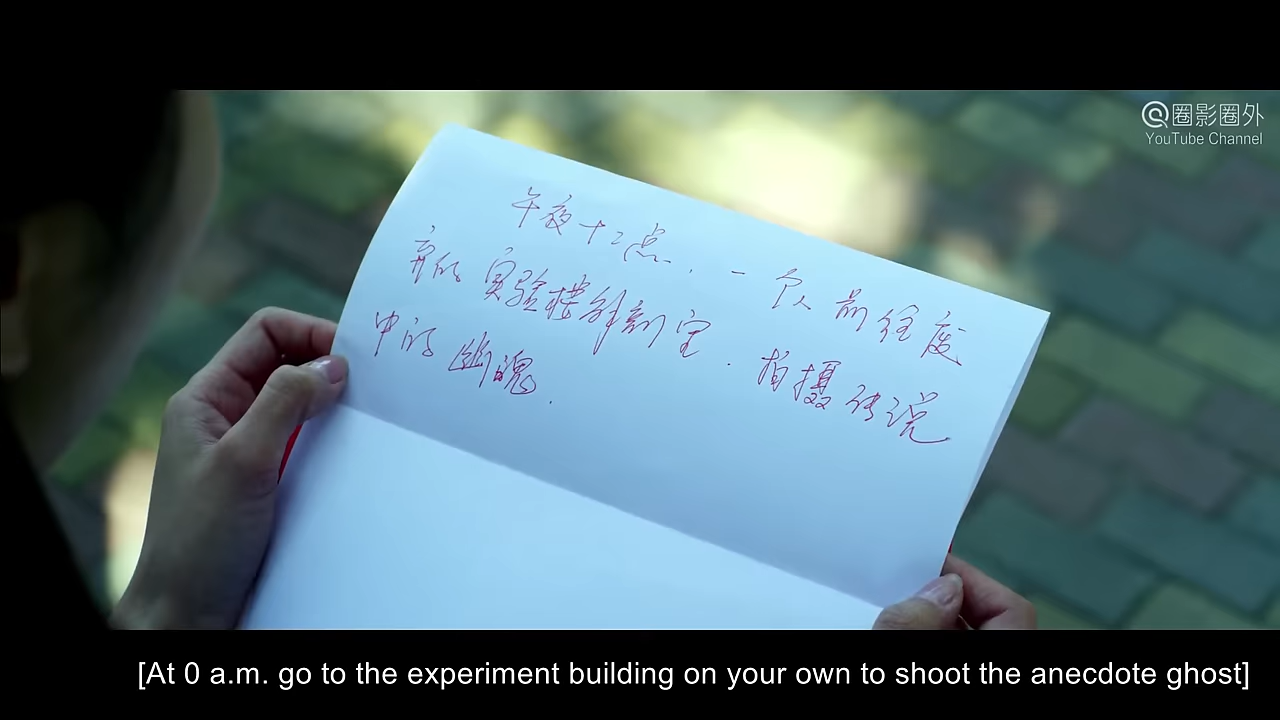 圈影圈外
YouTube Channel
午夜十二点，一个人前往废
弃的实验楼解剖室，拍摄传说
中的幽魂.
[At 0 a.m. go to the experiment building on your own to shoot the anecdote ghost]